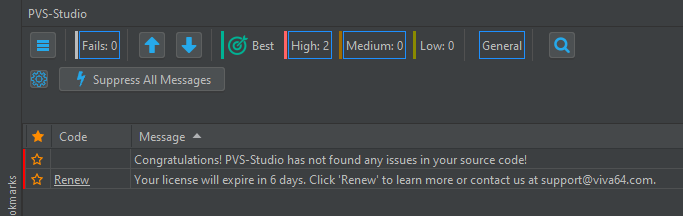 PVS-Studio
Fails: 0 Best High: 2 Medium: 0 Low: 0 General
Suppress All Messages
Code Message
Congratulations! PVS-Studio has not found any issues in your source code!
Renew Your license will expire in 6 days. Click 'Renew' to learn more or contact us at support@viva64.com.